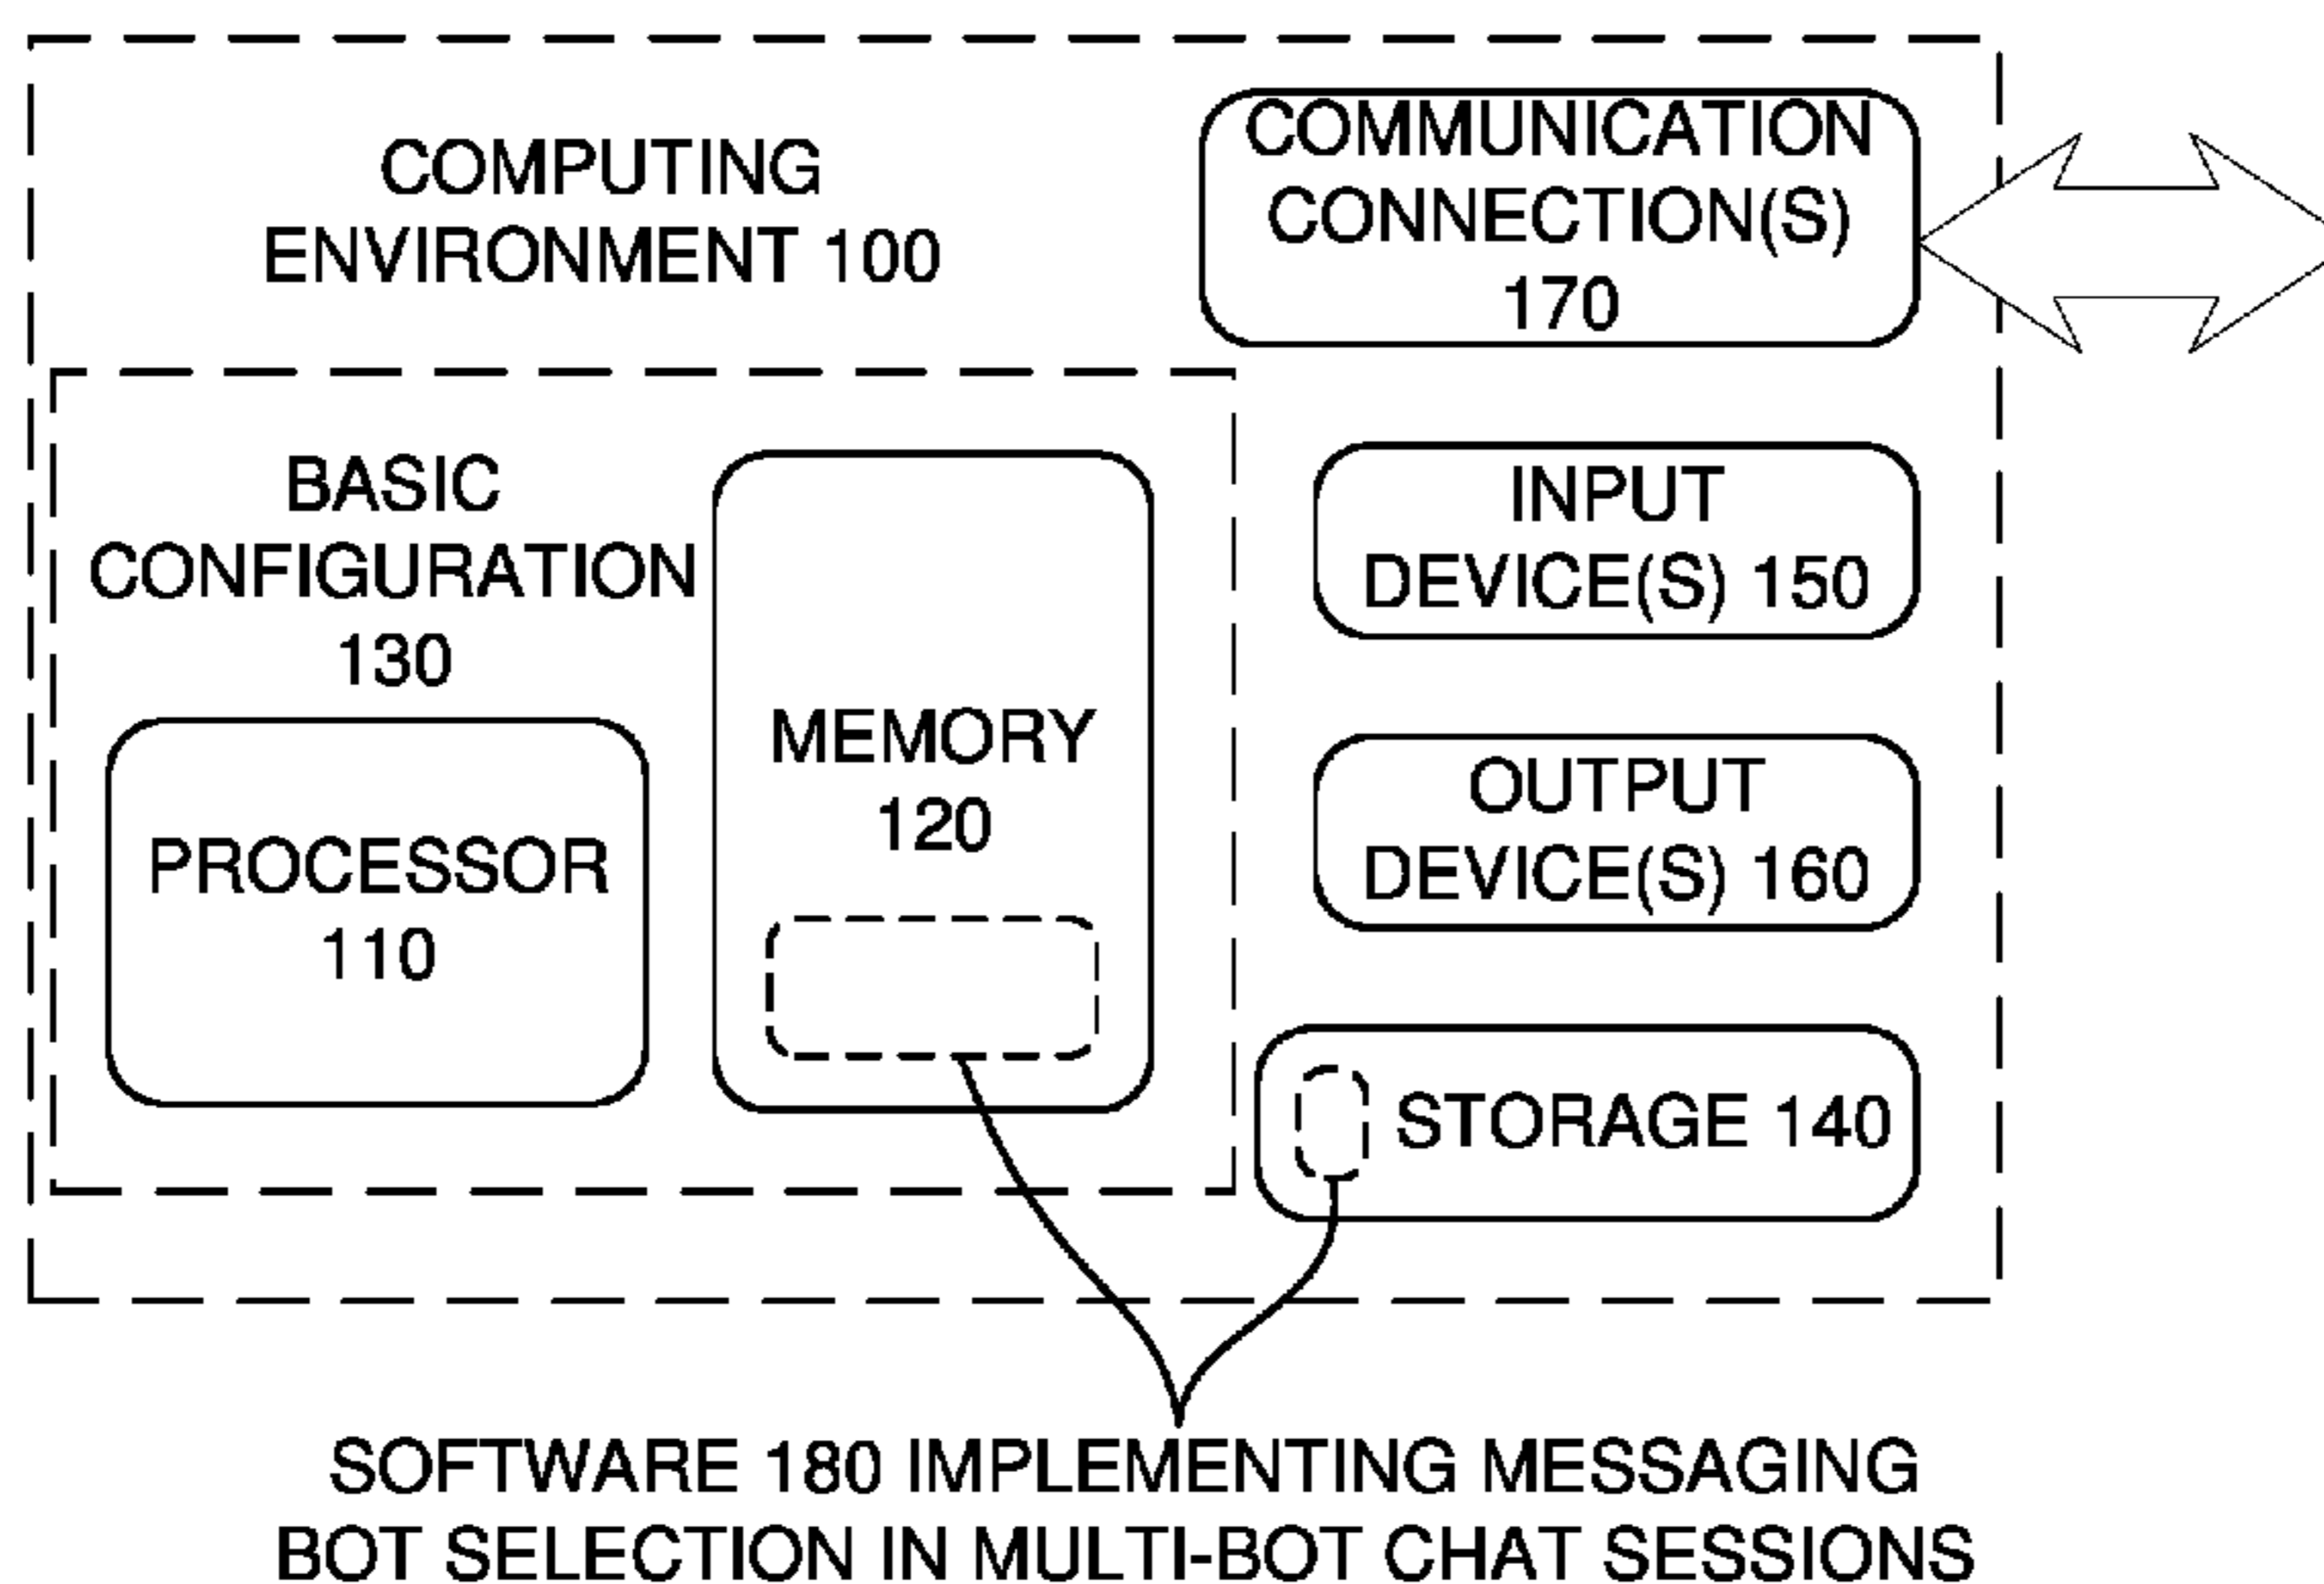 COMPUTING
ENVIRONMENT 100
COMMUNICATION
CONNECTION(S)
170
BASIC
CONFIGURATION
130
PROCESSOR
110
MEMORY
120
INPUT
DEVICE(S) 150
OUTPUT
DEVICE(S) 160
STORAGE 140
SOFTWARE 180 IMPLEMENTING MESSAGING
BOT SELECTION IN MULTI-BOT CHAT SESSIONS